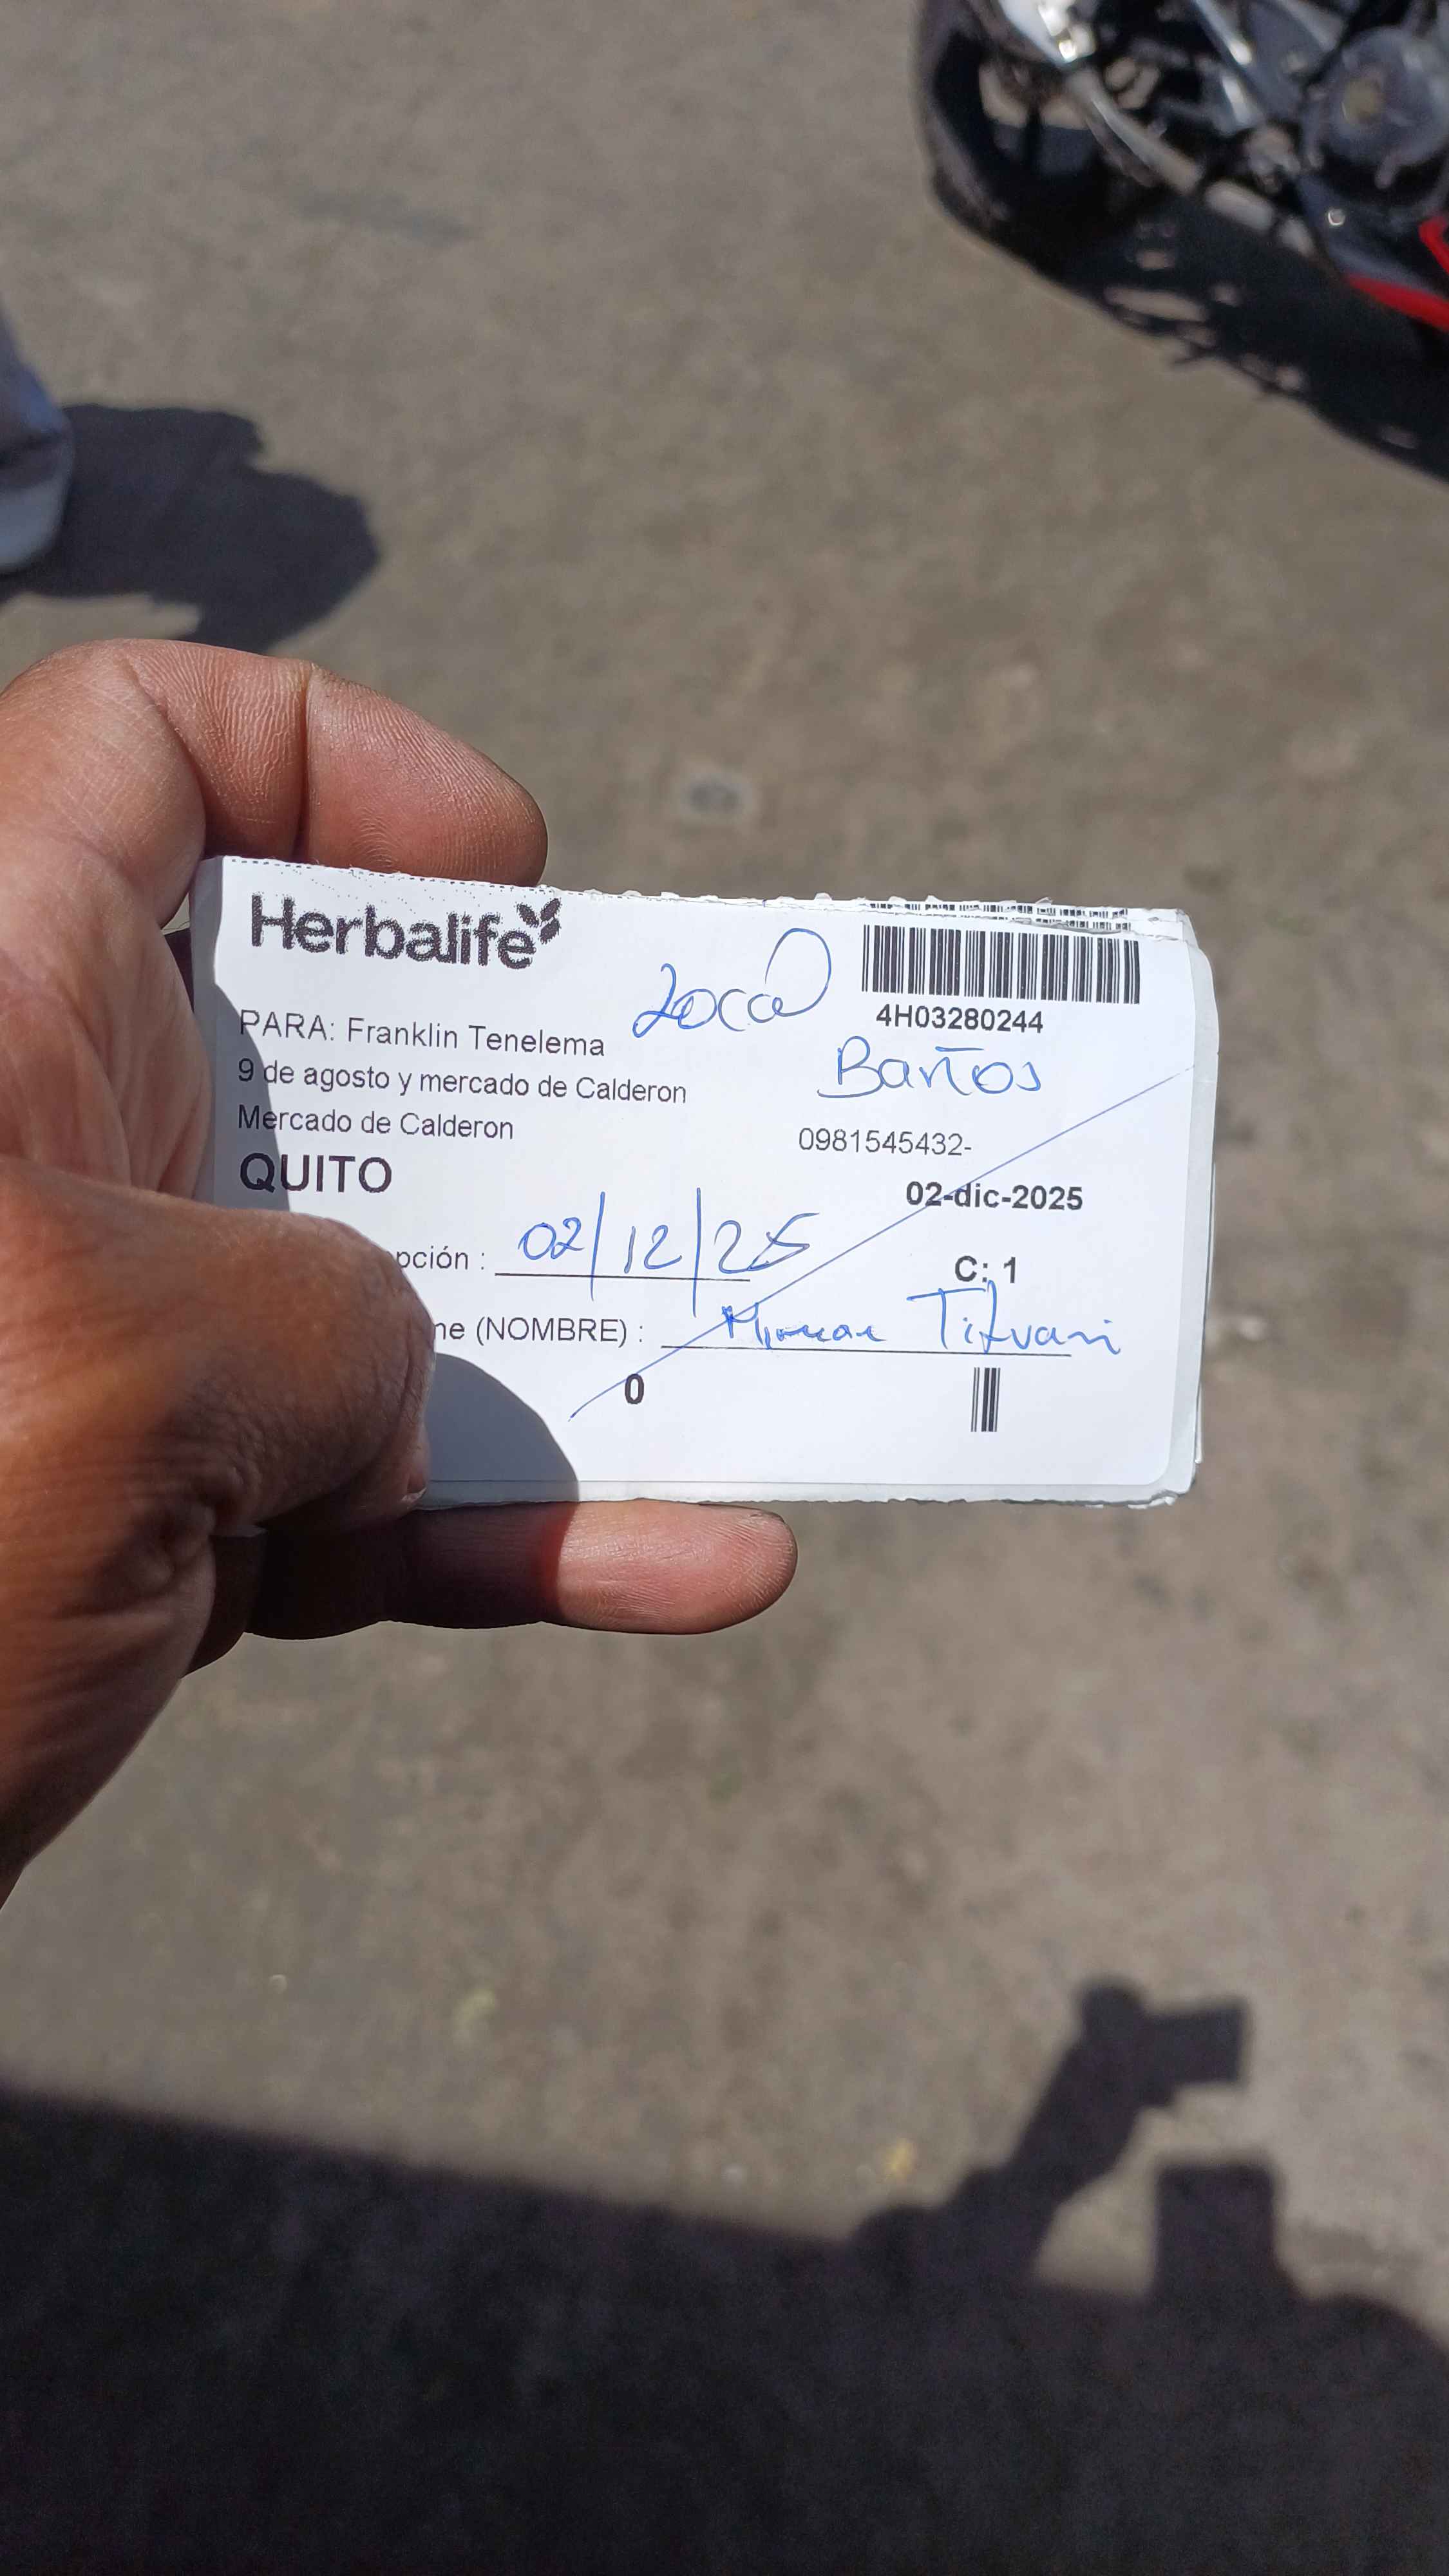 Herbalife
Local
4H03280244
PARA: Franklin Tenelema
Baños
9 de agosto y mercado de Calderon
Mercado de Calderon
0981545432-
QUITO
02-dic-2025
pción : 02/12/25
C: 1
me (NOMBRE) :
0